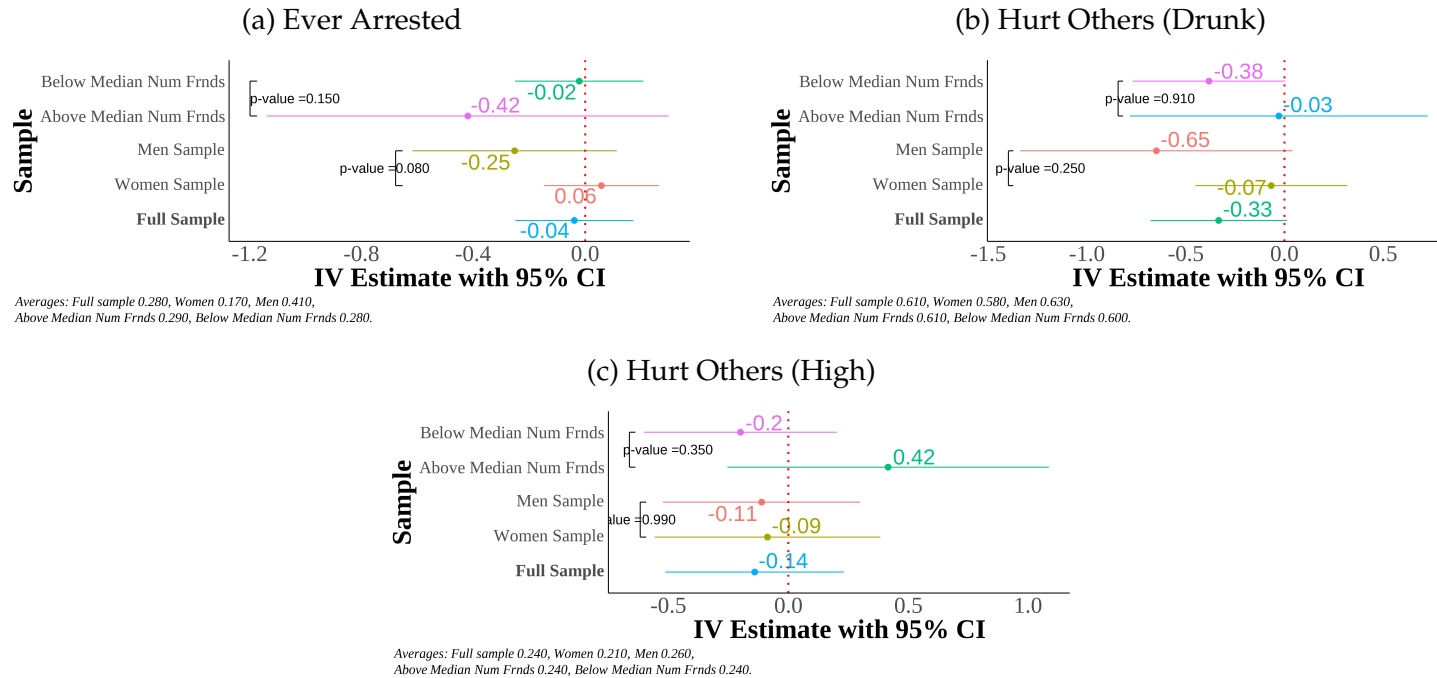 (a) Ever Arrested
Sample
Below Median Num Frnds
Above Median Num Frnds
Men Sample
Women Sample
Full Sample
p-value =0.150
p-value =0.080
-0.02
-0.42
-0.25
0.06
-0.04
-1.2 -0.8 -0.4 0.0
IV Estimate with 95% CI
Averages: Full sample 0.280, Women 0.170, Men 0.410,
Above Median Num Frnds 0.290, Below Median Num Frnds 0.280.
(b) Hurt Others (Drunk)
Sample
Below Median Num Frnds
Above Median Num Frnds
Men Sample
Women Sample
Full Sample
p-value =0.910
p-value =0.250
-0.38
-0.03
-0.65
-0.07
-0.33
-1.5 -1.0 -0.5 0.0 0.5
IV Estimate with 95% CI
Averages: Full sample 0.610, Women 0.580, Men 0.630,
Above Median Num Frnds 0.610, Below Median Num Frnds 0.600.
(c) Hurt Others (High)
Sample
Below Median Num Frnds
Above Median Num Frnds
Men Sample
Women Sample
Full Sample
p-value =0.350
alue =0.990
-0.2
0.42
-0.11
-0.09
-0.14
-0.5 0.0 0.5 1.0
IV Estimate with 95% CI
Averages: Full sample 0.240, Women 0.210, Men 0.260,
Above Median Num Frnds 0.240, Below Median Num Frnds 0.240.